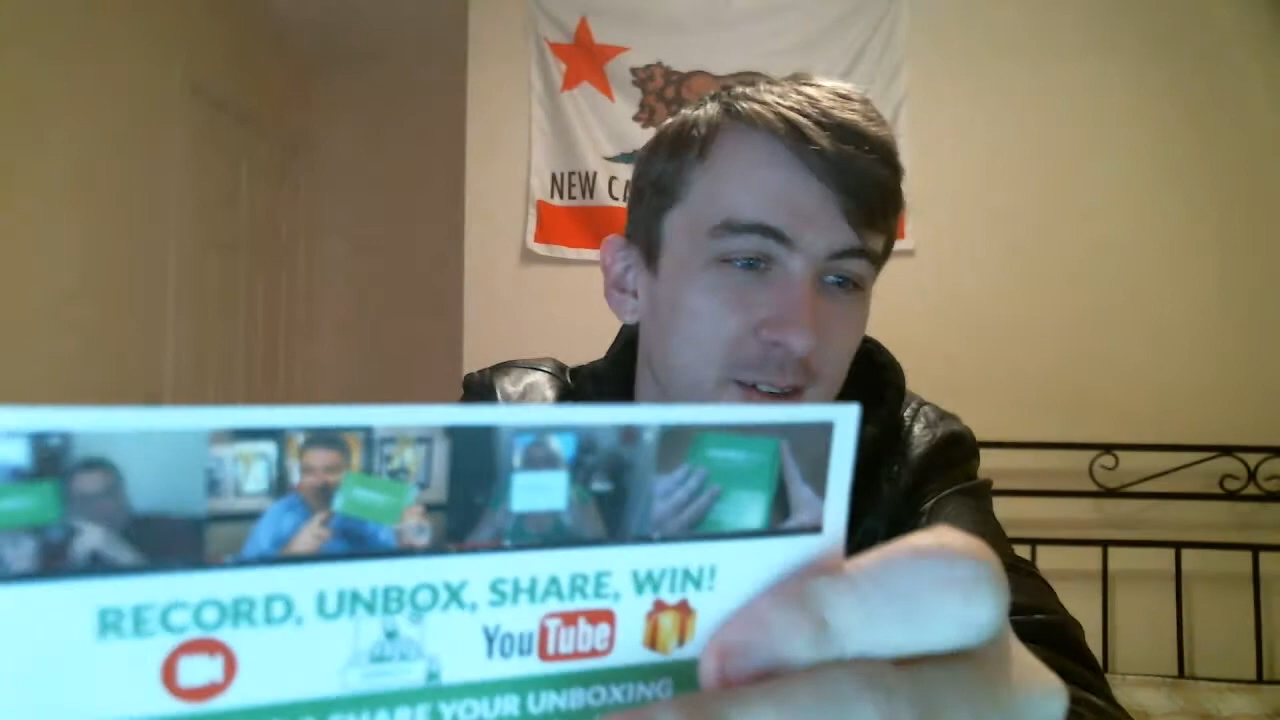 NEW CA
RECORD, UNBOX, SHARE, WIN!
YouTube
SHARE YOUR UNBOXING